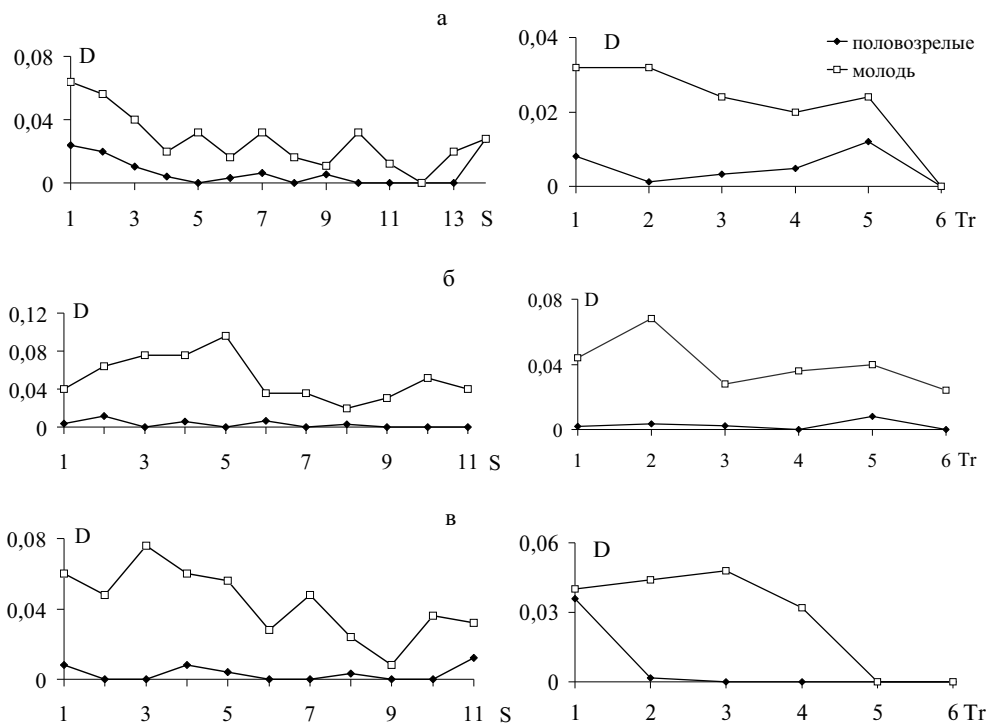 а
0,08 D
0,04
0
1 3 5 7 9 11 13 S
0,04 D
0,02
0
1 2 3 4 5 6 Tr
половозрелые
молодь
б
0,12 D
0,08
0,04
0
1 3 5 7 9 11 S
0,08 D
0,04
0
1 2 3 4 5 6 Tr
в
0,08 D
0,04
0
1 3 5 7 9 11 S
0,06 D
0,03
0
1 2 3 4 5 6 Tr